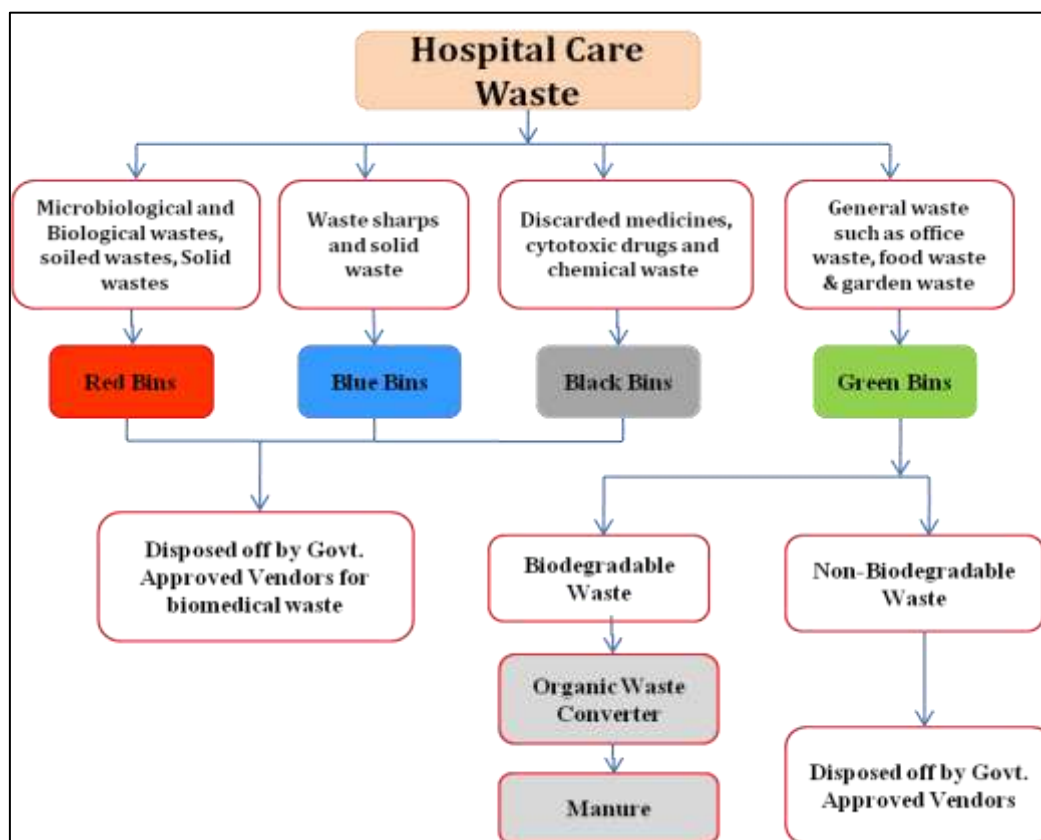 Hospital Care
Waste
Microbiological and
Biological wastes,
soiled wastes, Solid
wastes
Waste sharps
and solid
waste
Discarded medicines,
cytotoxic drugs and
chemical waste
General waste
such as office
waste, food waste
& garden waste
Red Bins
Blue Bins
Black Bins
Green Bins
Disposed off by Govt.
Approved Vendors for
biomedical waste
Biodegradable
Waste
Non-Biodegradable
Waste
Organic Waste
Converter
Manure
Disposed off by Govt.
Approved Vendors